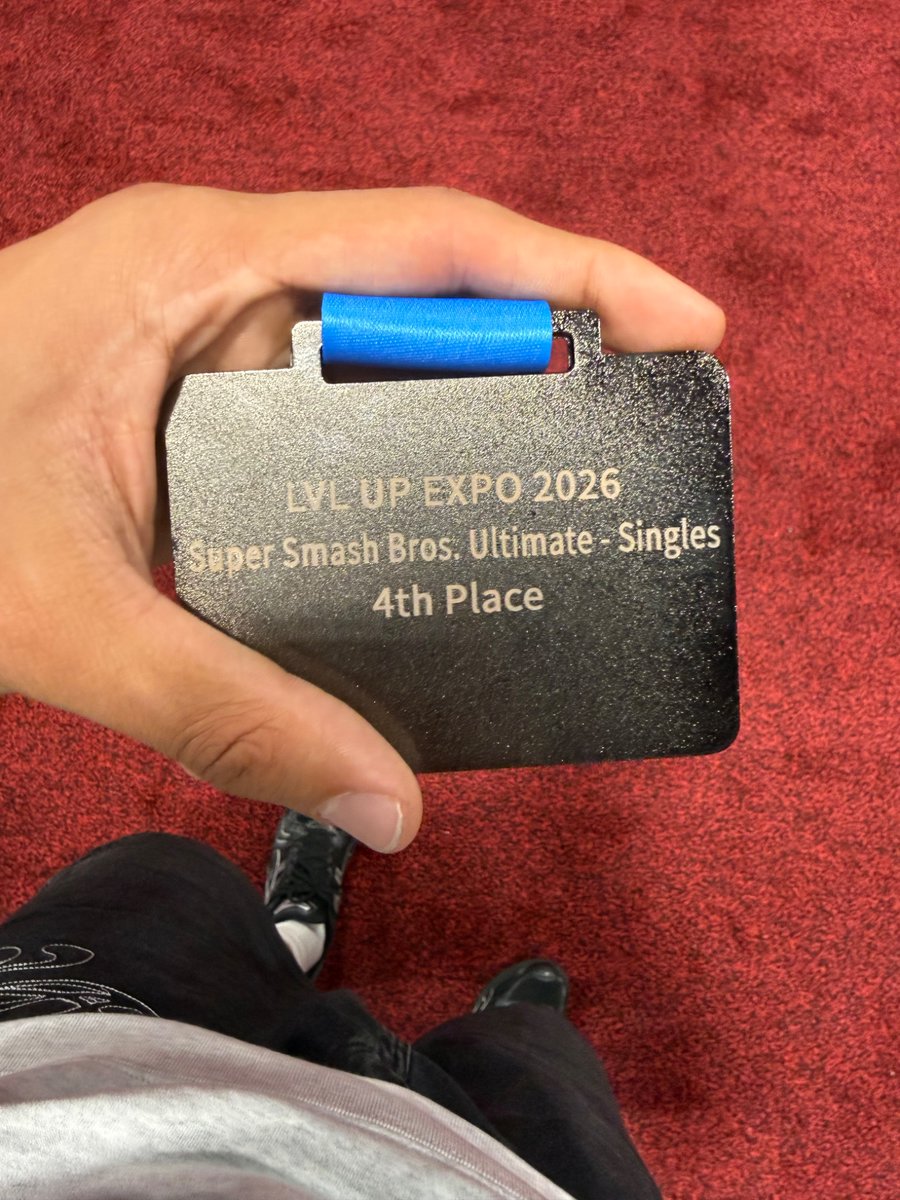 LVL UP EXPO 2026
Super Smash Bros. Ultimate - Singles
4th Place